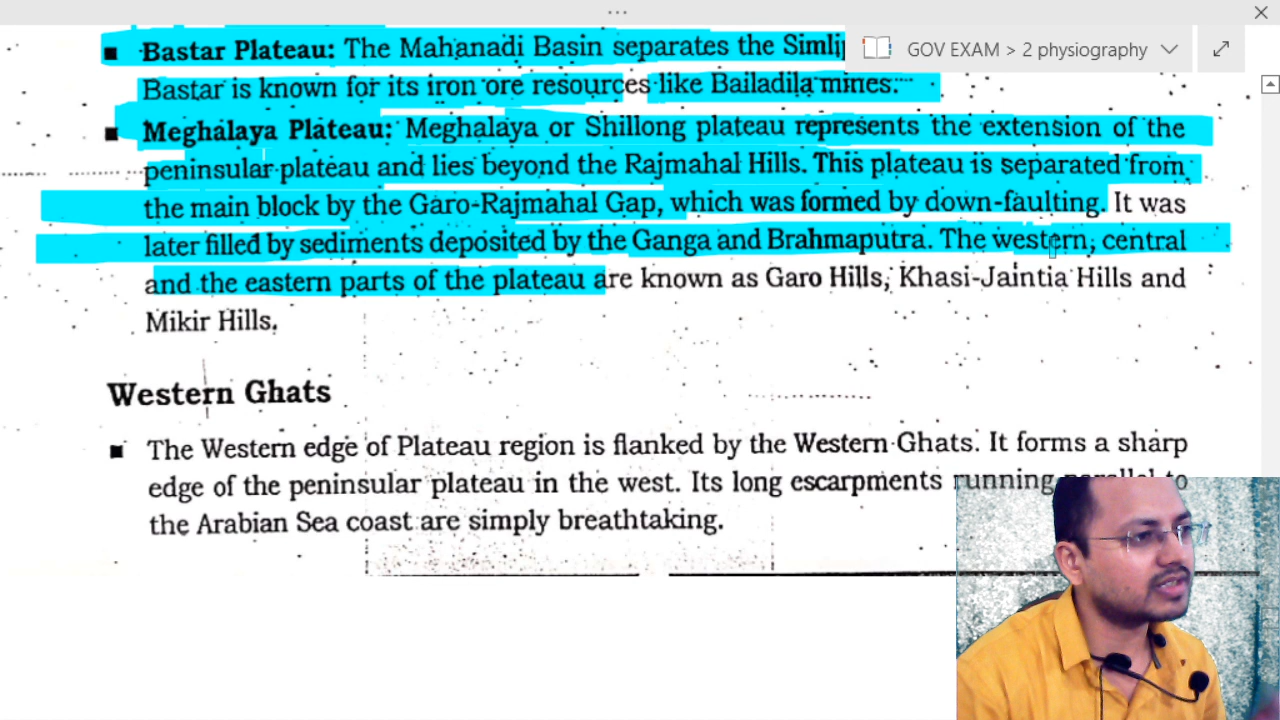 GOV EXAM > 2 physiography
■ Bastar Plateau: The Mahanadi Basin separates the
Bastar is known for its iron ore resources like Bailadila mines.
■ Meghalaya Plateau: Meghalaya or Shillong plateau represents the extension of the
peninsular plateau and lies beyond the Rajmahal Hills. This plateau is separated from
the main block by the Garo-Rajmahal Gap, which was formed by down-faulting. It was
later filled by sediments deposited by the Ganga and Brahmaputra. The western, central
and the eastern parts of the plateau are known as Garo Hills, Khasi-Jaintia Hills and
Mikir Hills.
Western Ghats
■ The Western edge of Plateau region is flanked by the Western Ghats. It forms a sharp
edge of the peninsular plateau in the west. Its long escarpments running parallel to
the Arabian Sea coast are simply breathtaking.